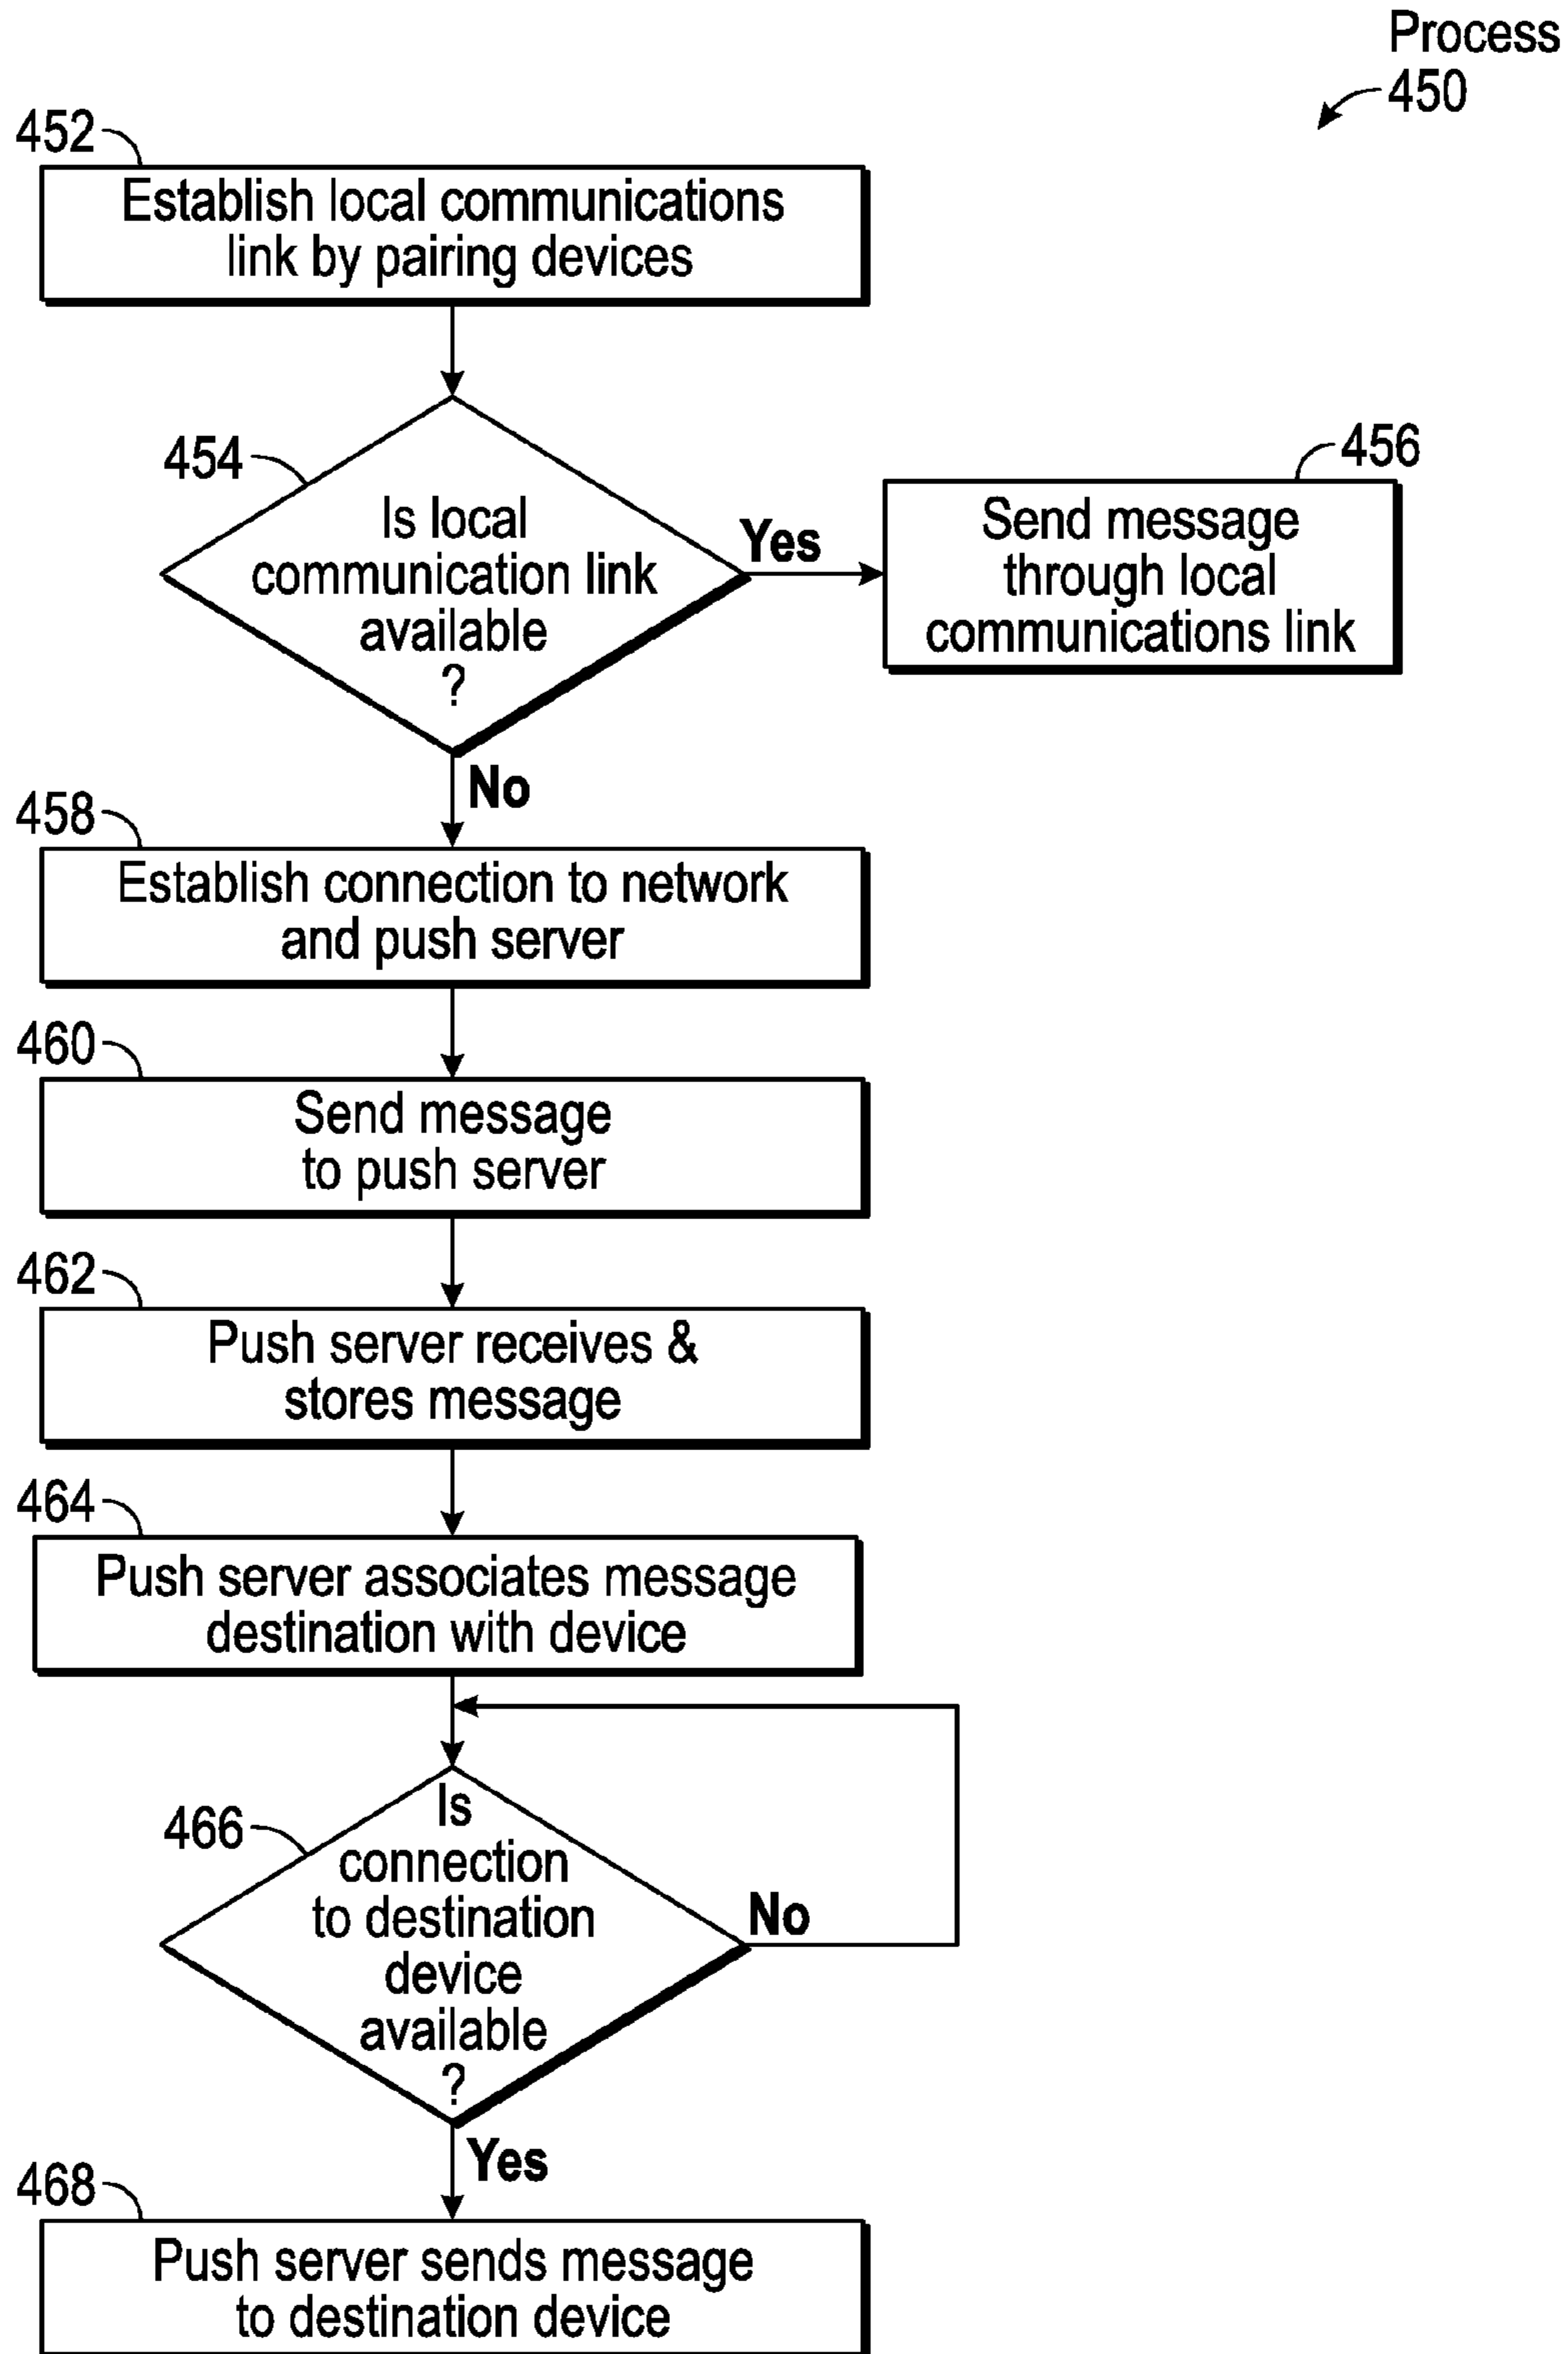 Process
450
452
Establish local communications
link by pairing devices
454
Is local
communication link
available
?
Yes
456
Send message
through local
communications link
No
458
Establish connection to network
and push server
460
Send message
to push server
462
Push server receives &
stores message
464
Push server associates message
destination with device
466
Is
connection
to destination
device
available
?
No
Yes
468
Push server sends message
to destination device